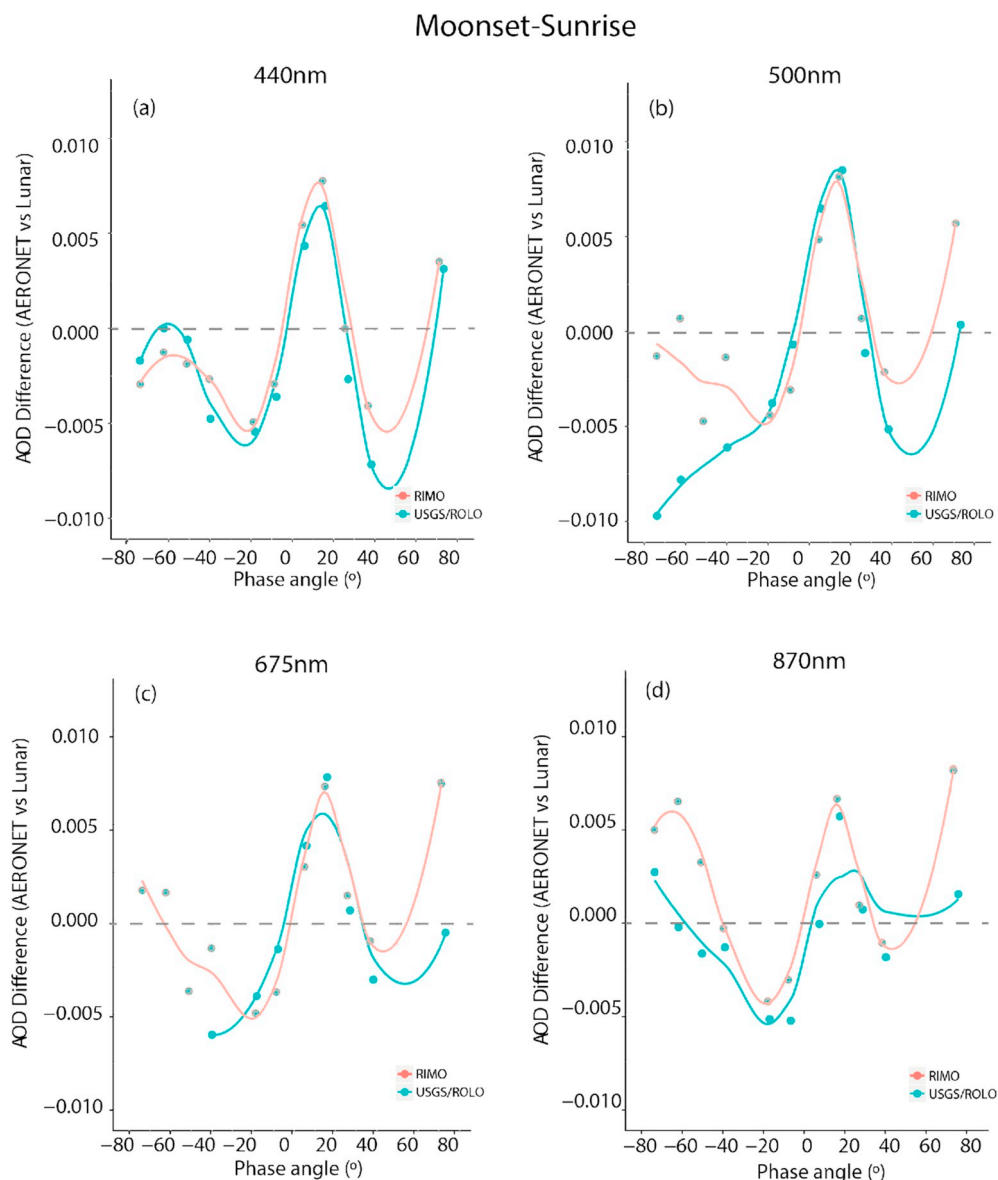 Moonset-Sunrise
440nm
(a)
AOD Difference (AERONET vs Lunar)
0.010
0.005
0.000
−0.005
−0.010
−80 −60 −40 −20 0 20 40 60 80
Phase angle (º)
RIMO
USGS/ROLO
500nm
(b)
AOD Difference (AERONET vs Lunar)
0.010
0.005
0.000
−0.005
−0.010
−80 −60 −40 −20 0 20 40 60 80
Phase angle (º)
RIMO
USGS/ROLO
675nm
(c)
AOD Difference (AERONET vs Lunar)
0.010
0.005
0.000
−0.005
−0.010
−80 −60 −40 −20 0 20 40 60 80
Phase angle (º)
RIMO
USGS/ROLO
870nm
(d)
AOD Difference (AERONET vs Lunar)
0.010
0.005
0.000
−0.005
−0.010
−80 −60 −40 −20 0 20 40 60 80
Phase angle (º)
RIMO
USGS/ROLO